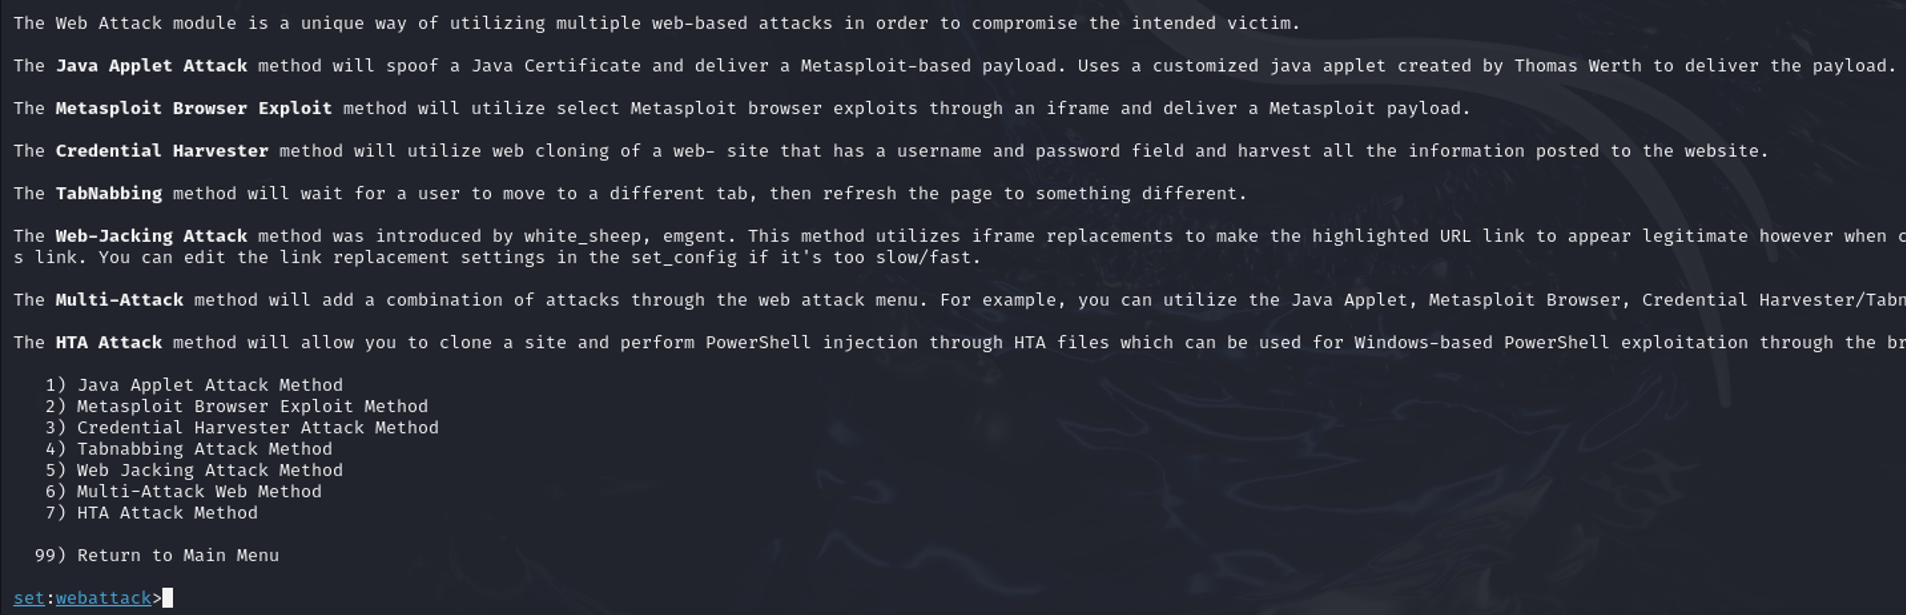 The Web Attack module is a unique way of utilizing multiple web-based attacks in order to compromise the intended victim.
The Java Applet Attack method will spoof a Java Certificate and deliver a Metasploit-based payload. Uses a customized java applet created by Thomas Werth to deliver the payload.
The Metasploit Browser Exploit method will utilize select Metasploit browser exploits through an iframe and deliver a Metasploit payload.
The Credential Harvester method will utilize web cloning of a web- site that has a username and password field and harvest all the information posted to the website.
The TabNabbing method will wait for a user to move to a different tab, then refresh the page to something different.
The Web-Jacking Attack method was introduced by white_sheep, emgent. This method utilizes iframe replacements to make the highlighted URL link to appear legitimate however when c
s link. You can edit the link replacement settings in the set_config if it's too slow/fast.
The Multi-Attack method will add a combination of attacks through the web attack menu. For example, you can utilize the Java Applet, Metasploit Browser, Credential Harvester/Tabn
The HTA Attack method will allow you to clone a site and perform PowerShell injection through HTA files which can be used for Windows-based PowerShell exploitation through the br
1) Java Applet Attack Method
2) Metasploit Browser Exploit Method
3) Credential Harvester Attack Method
4) Tabnabbing Attack Method
5) Web Jacking Attack Method
6) Multi-Attack Web Method
7) HTA Attack Method
99) Return to Main Menu
set:webattack>